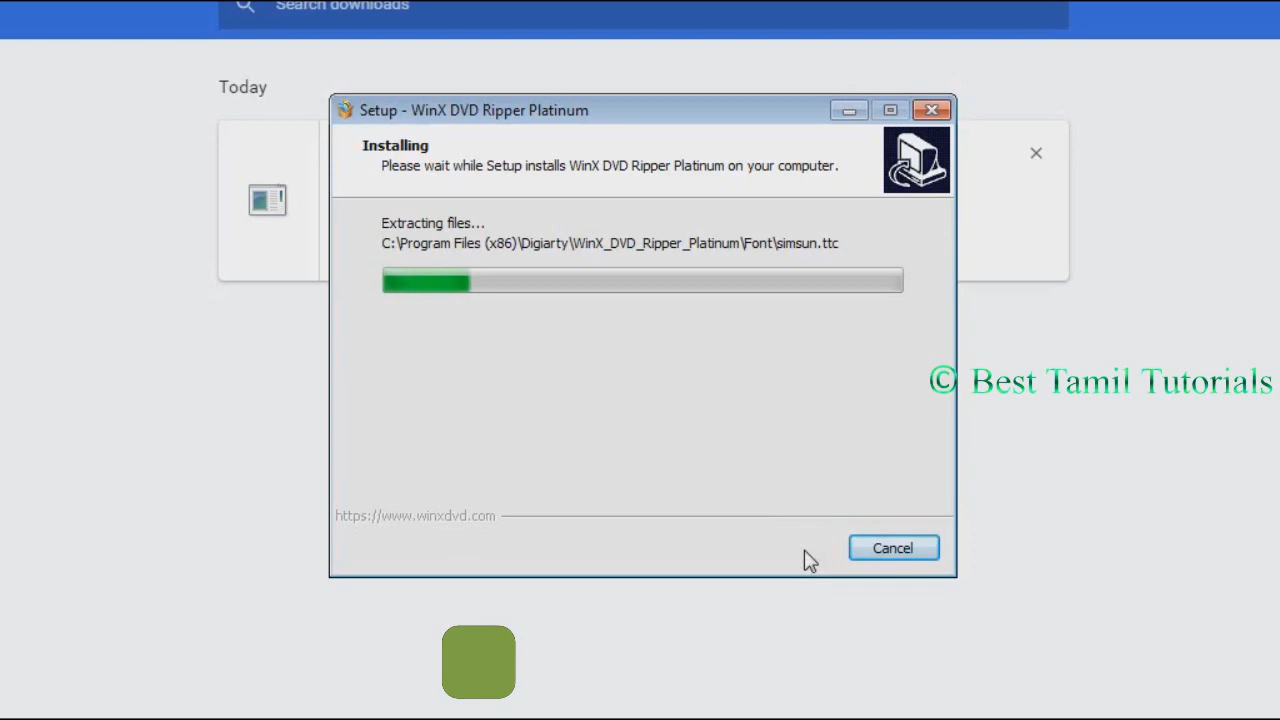 Search downloads
Today
Setup - WinX DVD Ripper Platinum
Installing
Please wait while Setup installs WinX DVD Ripper Platinum on your computer.
Extracting files...
C:\Program Files (x86)\Digiarty\WinX_DVD_Ripper_Platinum\Font\simsun.ttc
© Best Tamil Tutorials
https://www.winxdvd.com
Cancel